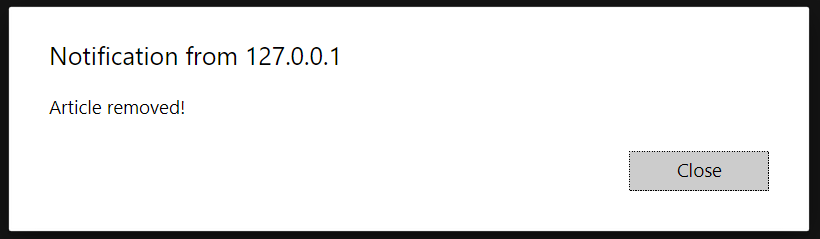 Notification from 127.0.0.1
Article removed!
Close